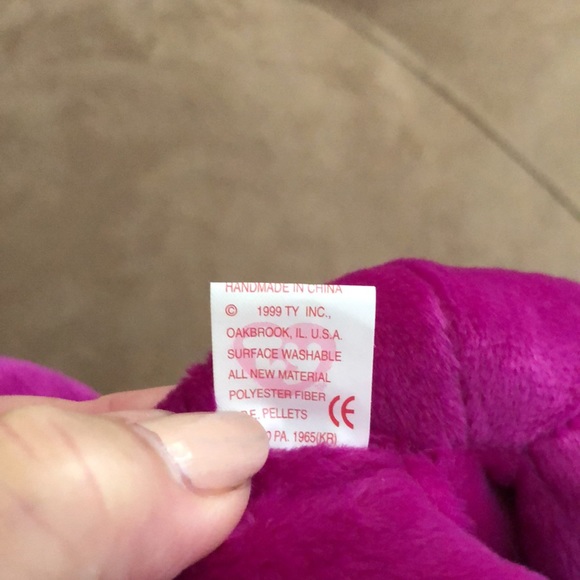 HANDMADE IN CHINA
© 1999 TY INC.,
OAKBROOK, IL. U.S.A.
SURFACE WASHABLE
ALL NEW MATERIAL
POLYESTER FIBER
P.E. PELLETS CE
PA. 1965(KR)